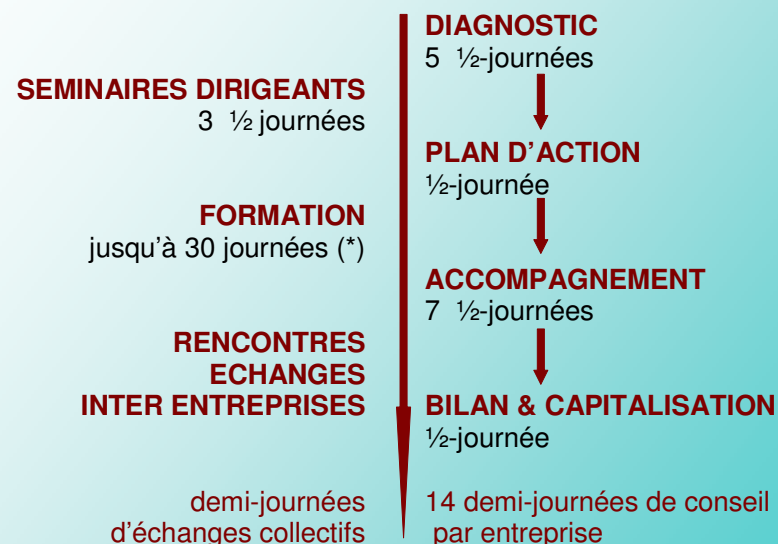 SEMINAIRES DIRIGEANTS
3 ½ journées
FORMATION
jusqu'à 30 journées (*)
RENCONTRES
ECHANGES
INTER ENTREPRISES
demi-journées
d'échanges collectifs
DIAGNOSTIC
5 ½-journées
PLAN D'ACTION
½-journée
ACCOMPAGNEMENT
7 ½-journées
BILAN & CAPITALISATION
½-journée
14 demi-journées de conseil
par entreprise